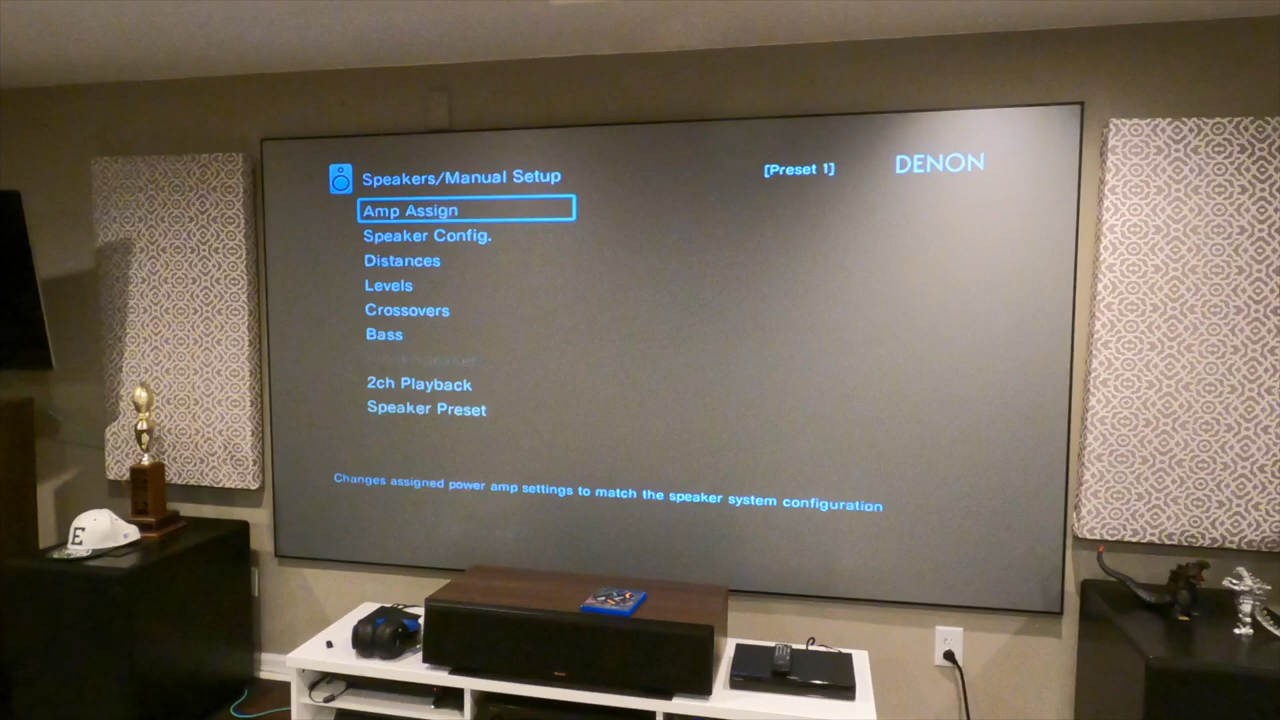 Speakers/Manual Setup
[Preset 1]
DENON
Amp Assign
Speaker Config.
Distances
Levels
Crossovers
Bass
2ch Playback
Speaker Preset
Changes assigned power amp settings to match the speaker system configuration
E